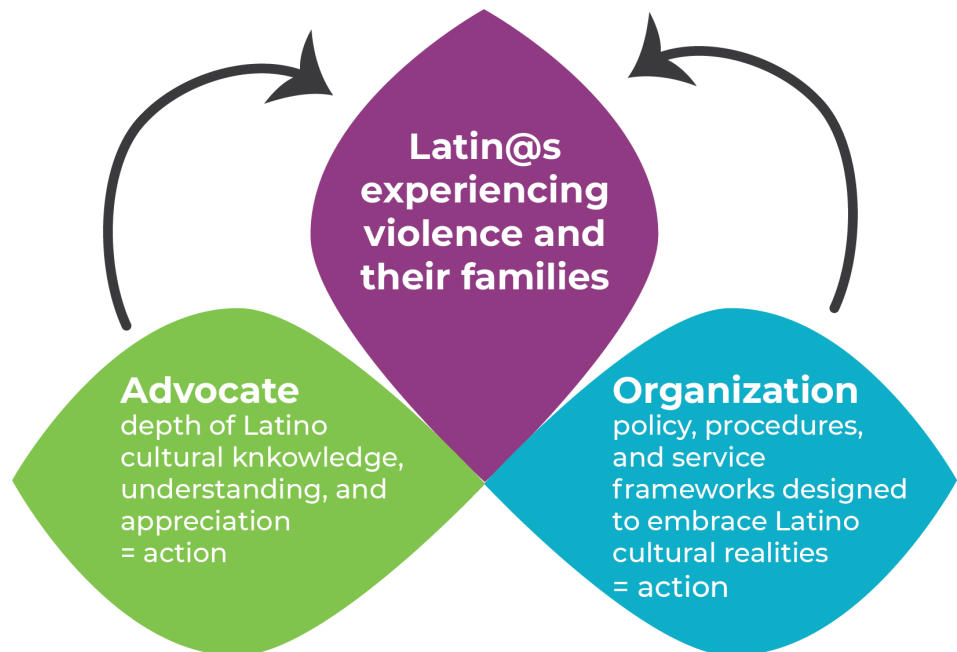 Latin@s
experiencing
violence and
their families
Advocate
depth of Latino
cultural knkowledge,
understanding, and
appreciation
= action
Organization
policy, procedures,
and service
frameworks designed
to embrace Latino
cultural realities
= action